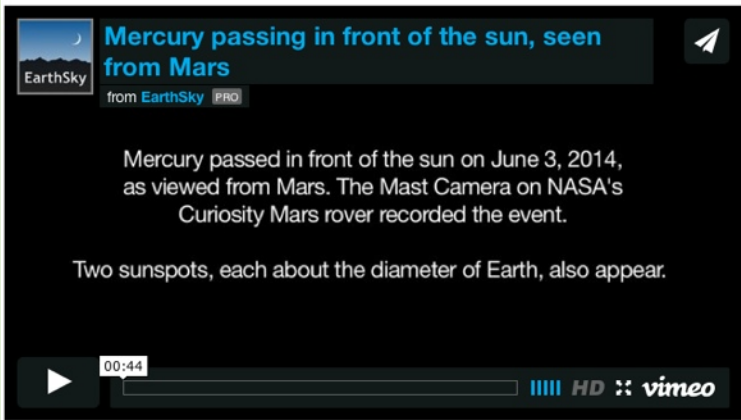 Mercury passing in front of the sun, seen
from Mars
EarthSky
from EarthSky PRO
Mercury passed in front of the sun on June 3, 2014,
as viewed from Mars. The Mast Camera on NASA's
Curiosity Mars rover recorded the event.
Two sunspots, each about the diameter of Earth, also appear.
00:44
HD vimeo